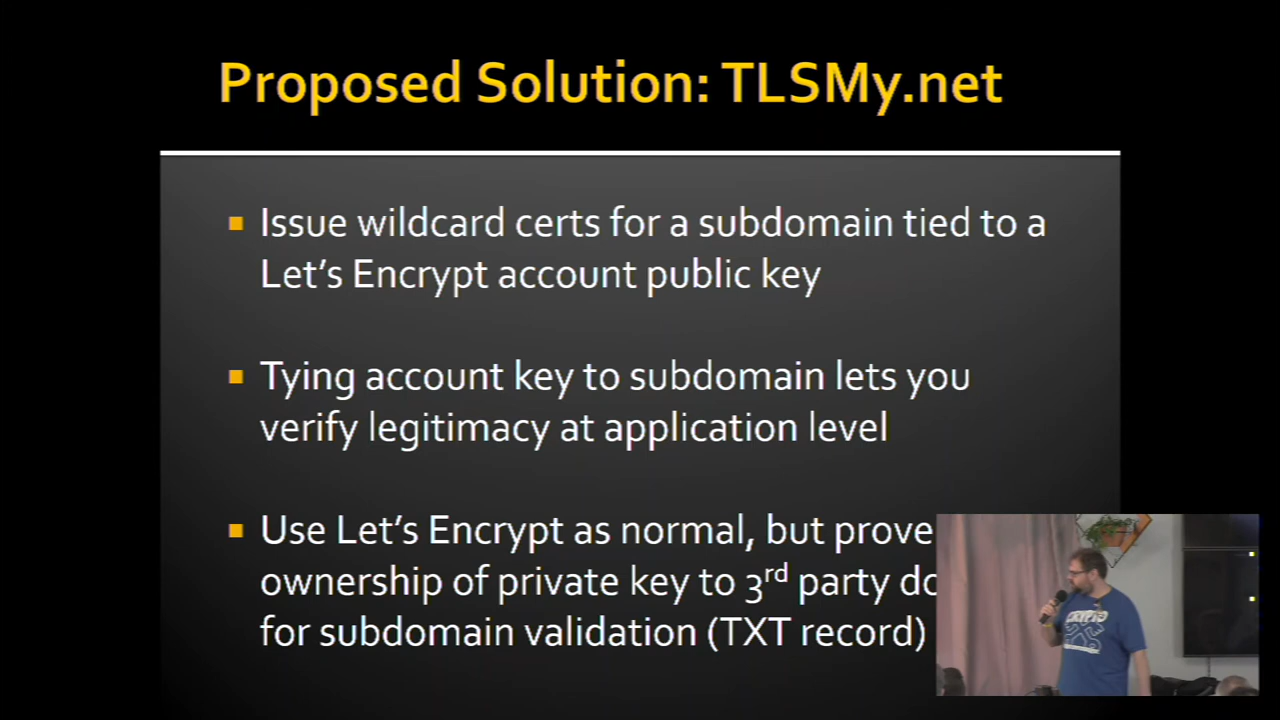 Proposed Solution: TLSMy.net
Issue wildcard certs for a subdomain tied to a
Let's Encrypt account public key
Tying account key to subdomain lets you
verify legitimacy at application level
Use Let's Encrypt as normal, but prove
ownership of private key to 3rd party
for subdomain validation (TXT record)
CRYPTO